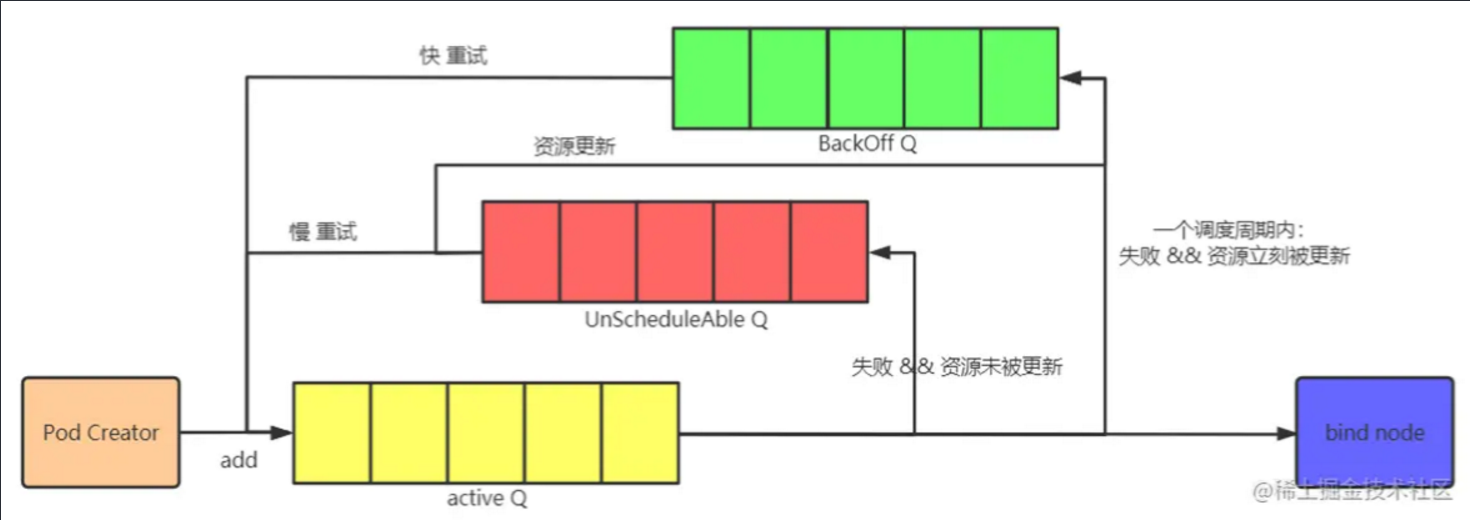 快 重试
BackOff Q
资源更新
慢 重试
一个调度周期内：
失败 && 资源立刻被更新
UnScheduleAble Q
失败 && 资源未被更新
Pod Creator
add
active Q
bind node
@稀土掘金技术社区